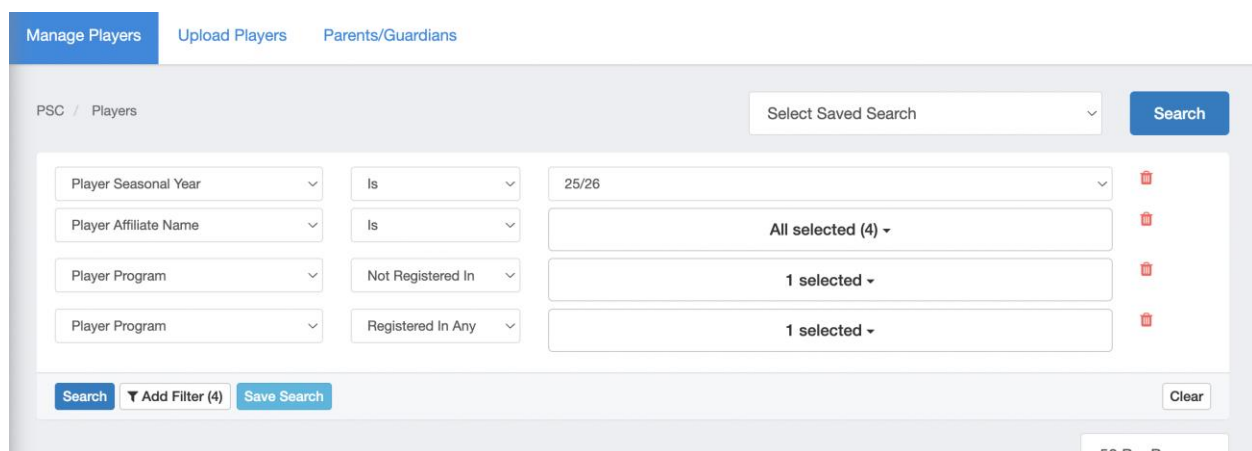 Manage Players Upload Players Parents/Guardians
PSC / Players
Select Saved Search Search
Player Seasonal Year Is 25/26
Player Affiliate Name Is All selected (4)
Player Program Not Registered In 1 selected
Player Program Registered In Any 1 selected
Search Add Filter (4) Save Search Clear